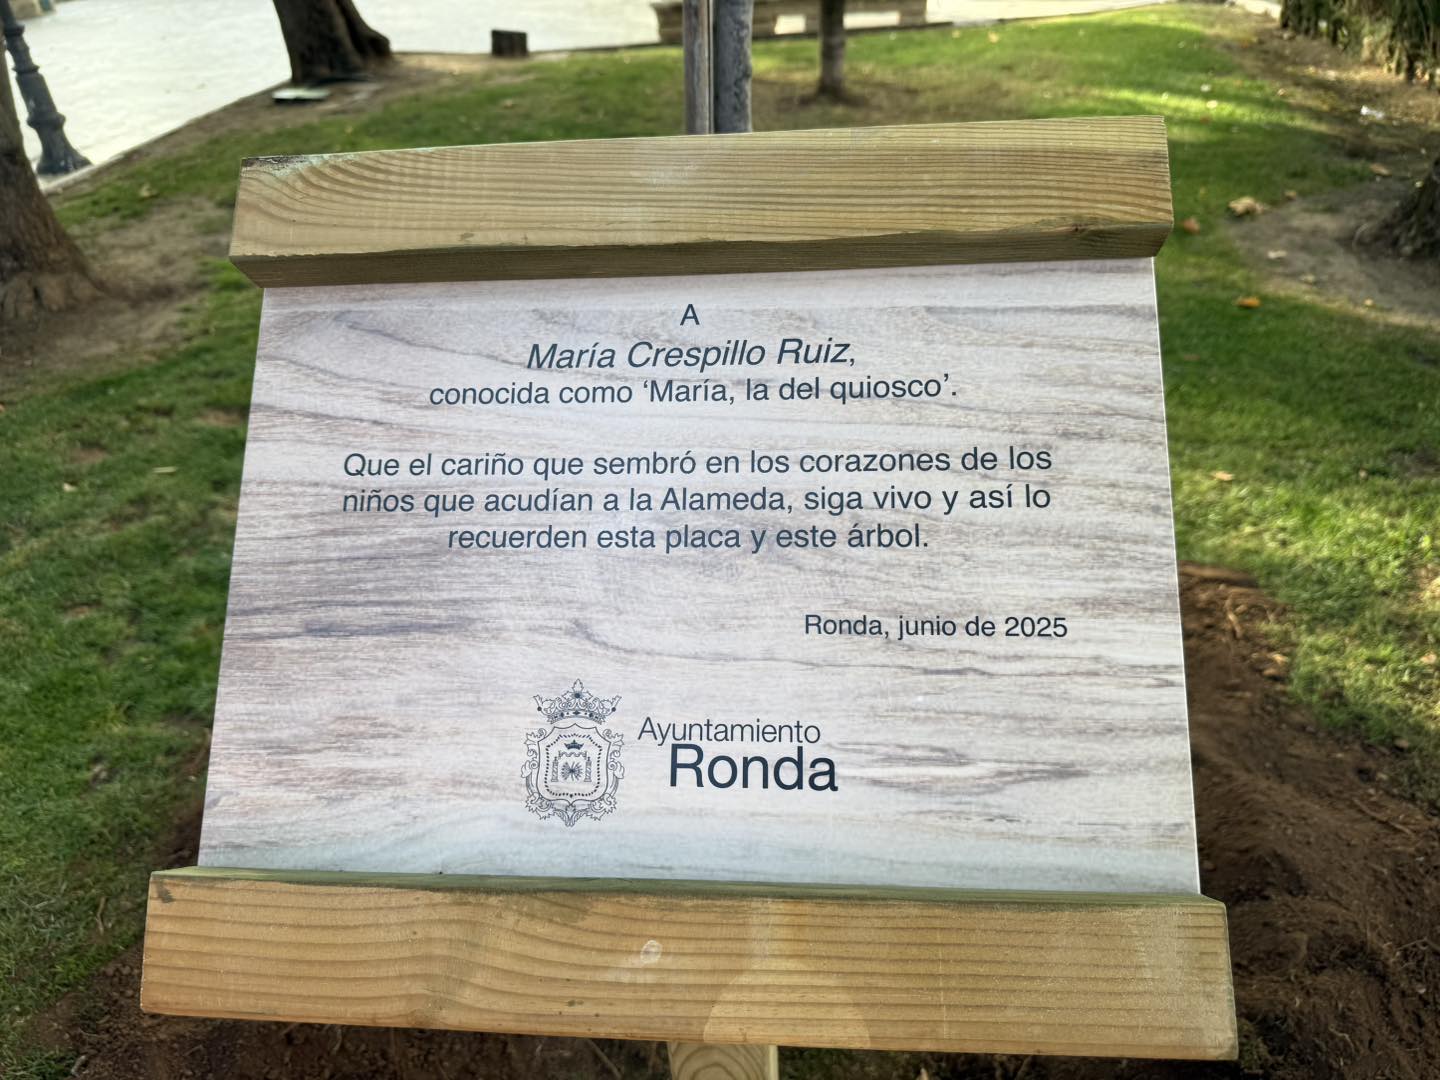 A
María Crespillo Ruiz,
conocida como ‘María, la del quiosco’.
Que el cariño que sembró en los corazones de los
niños que acudían a la Alameda, siga vivo y así lo
recuerden esta placa y este árbol.
Ronda, junio de 2025
Ayuntamiento
Ronda